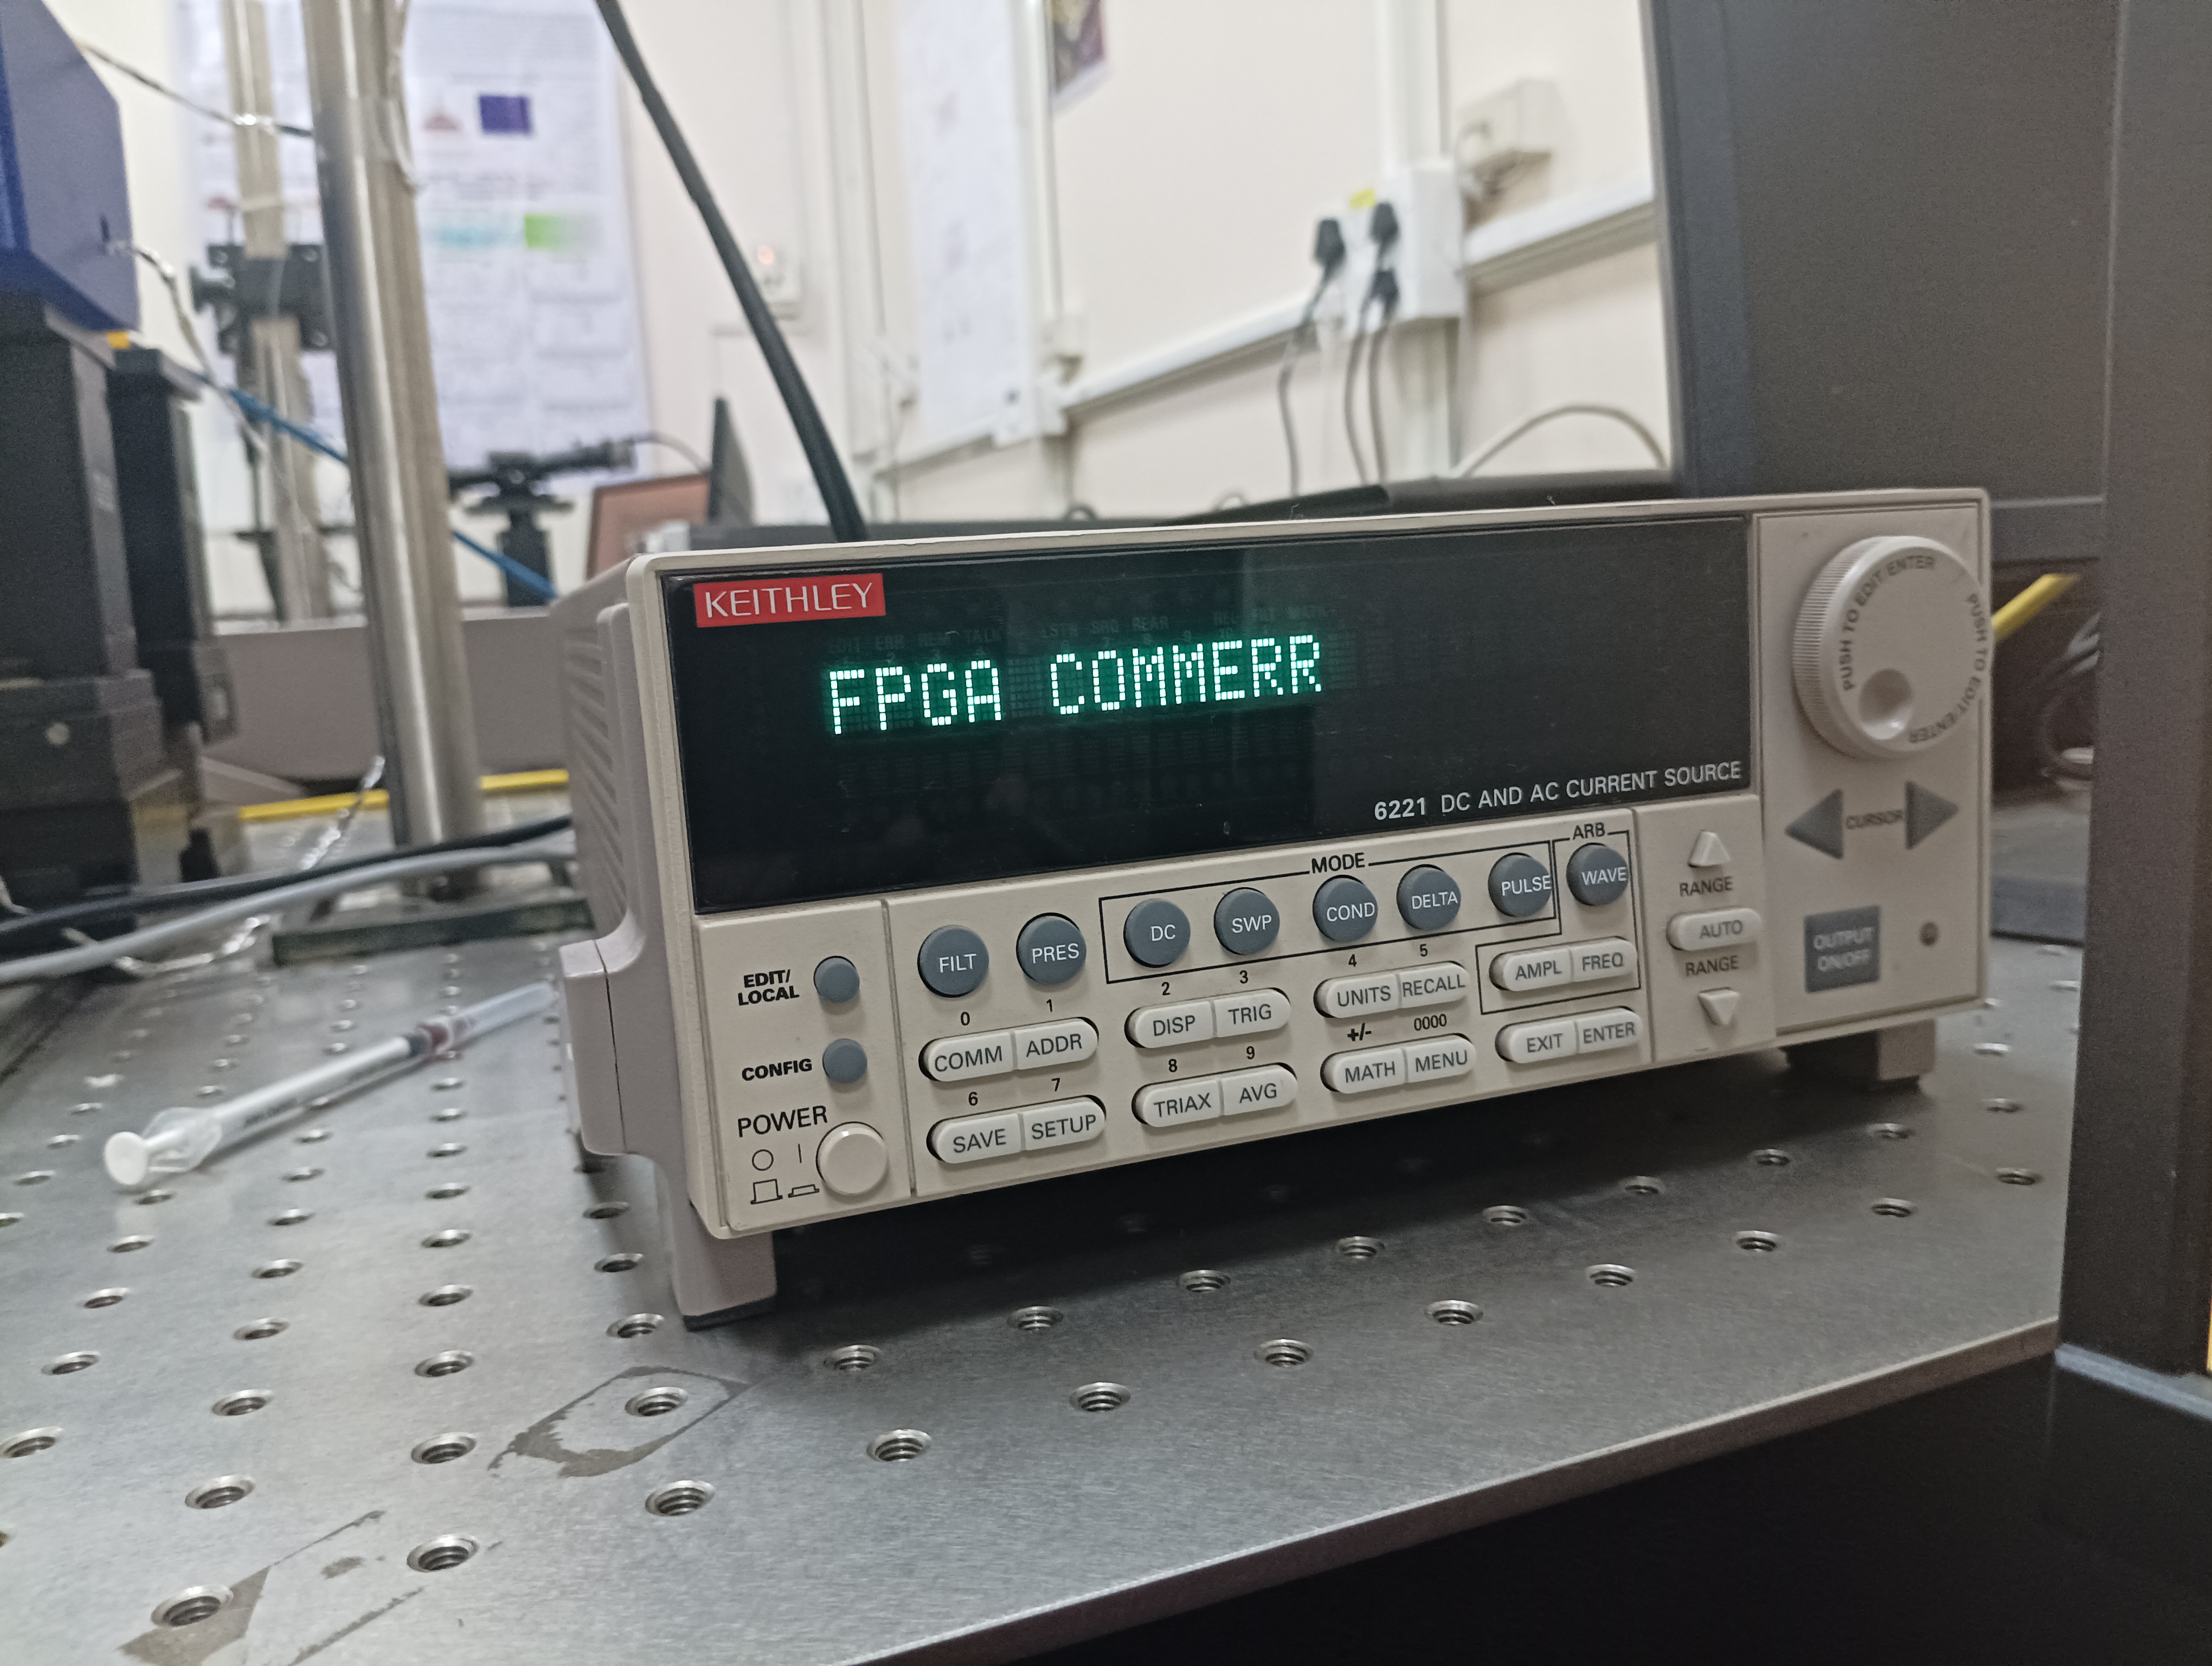 KEITHLEY
FPGA COMMERR
6221 DC AND AC CURRENT SOURCE
PUSH TO EDIT/ENTER
PUSH TO EDIT/ENTER
CURSOR
MODE
ARB
FILT PRES DC SWP COND DELTA PULSE WAVE
RANGE
AUTO
RANGE
OUTPUT
ON/OFF
EDIT/
LOCAL
0 1 2 3 4 5
COMM ADDR DISP TRIG UNITS RECALL AMPL FREQ
CONFIG
6 7 8 9 +/- 0000
SAVE SETUP TRIAX AVG MATH MENU EXIT ENTER
POWER